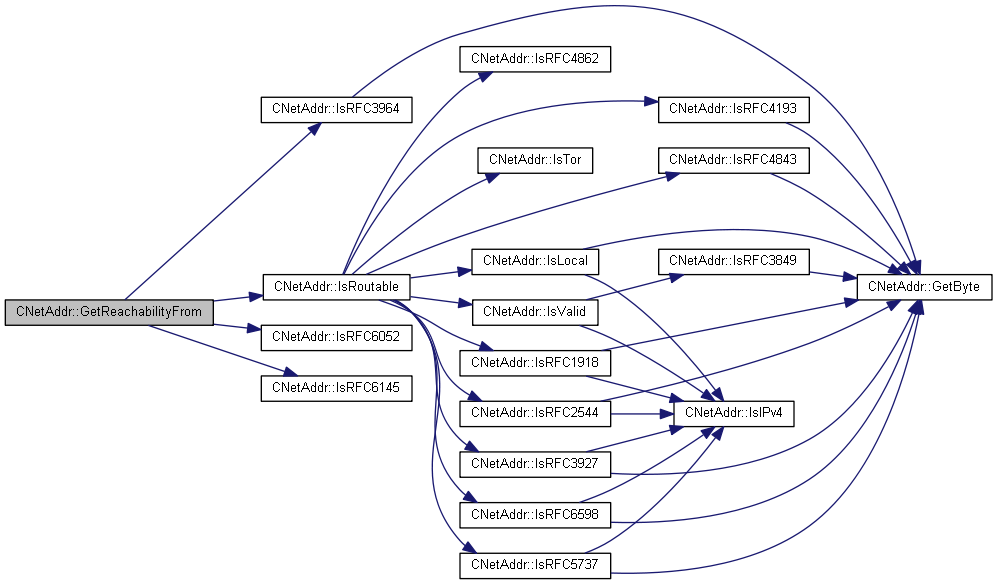 CNetAddr::GetReachabilityFrom
CNetAddr::IsRFC3964
CNetAddr::IsRoutable
CNetAddr::IsRFC6052
CNetAddr::IsRFC6145
CNetAddr::IsRFC4862
CNetAddr::IsTor
CNetAddr::IsLocal
CNetAddr::IsValid
CNetAddr::IsRFC1918
CNetAddr::IsRFC2544
CNetAddr::IsRFC3927
CNetAddr::IsRFC6598
CNetAddr::IsRFC5737
CNetAddr::IsRFC4193
CNetAddr::IsRFC4843
CNetAddr::IsRFC3849
CNetAddr::IsIPv4
CNetAddr::GetByte